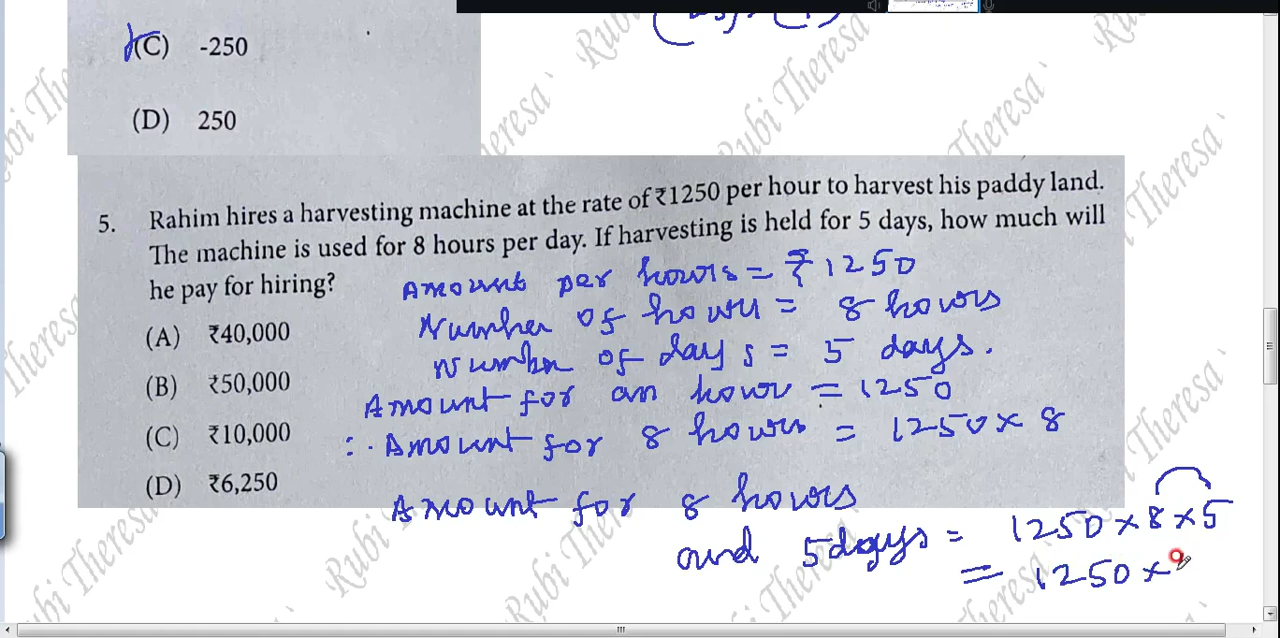 (C) -250
(D) 250
5. Rahim hires a harvesting machine at the rate of ₹1250 per hour to harvest his paddy land.
The machine is used for 8 hours per day. If harvesting is held for 5 days, how much will
he pay for hiring?
Amount per hours = ₹ 1250
Number of hours = 8 hours
(A) ₹40,000
Number of days = 5 days.
(B) ₹50,000
Amount for an hour = 1250
(C) ₹10,000
∴ Amount for 8 hours = 1250 × 8
(D) ₹6,250
Amount for 8 hours
and 5 days = 1250 × 8 × 5
= 1250 ×
Rubi Theresa